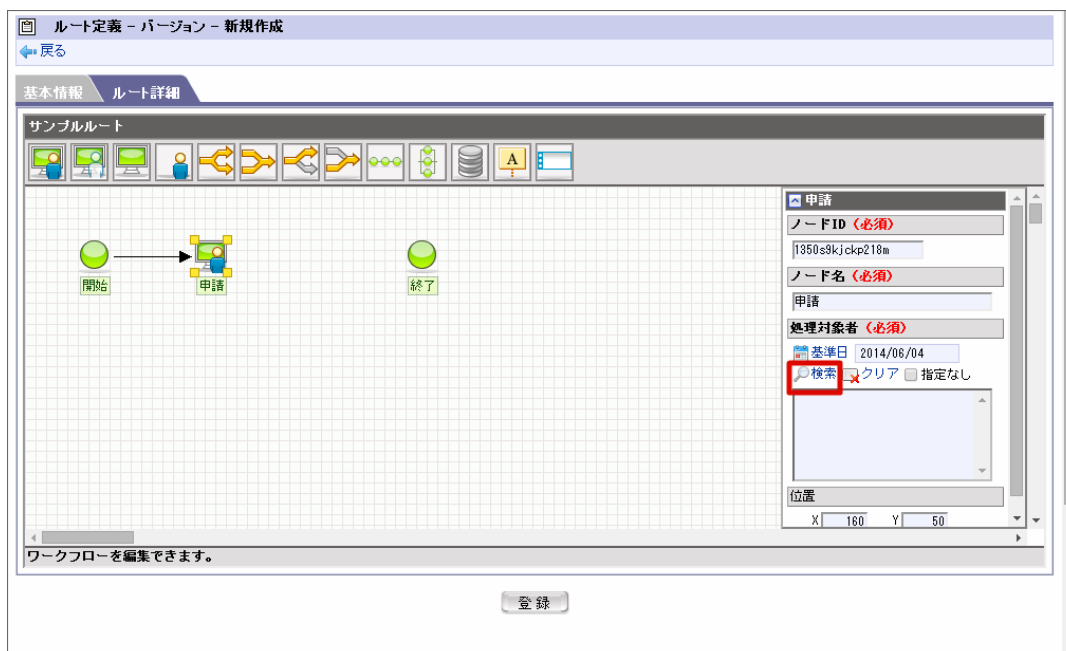 ルート定義 - バージョン - 新規作成
戻る
基本情報 ルート詳細
サンプルルート
A
申請
ノードID (必須)
1350s9kjckp218m
ノード名 (必須)
申請
処理対象者 (必須)
基準日 2014/06/04
検索 クリア 指定なし
位置
X 160 Y 50
開始 申請 終了
ワークフローを編集できます。
登録